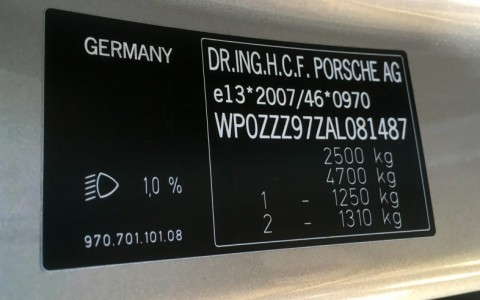 GERMANY
DR.ING.H.C.F. PORSCHE AG
e13*2007/46*0970
WP0ZZZ97ZAL081487
2500 kg
4700 kg
1 - 1250 kg
2 - 1310 kg
1,0 %
970.701.101.08